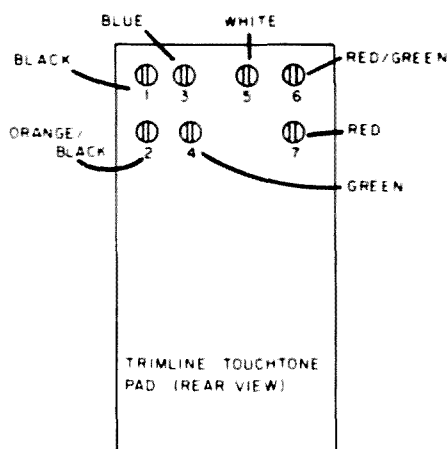 BLUE WHITE
BLACK RED/GREEN
1 3 5 6
ORANGE/
BLACK RED
2 4 7
GREEN
TRIMLINE TOUCHTONE
PAD (REAR VIEW)